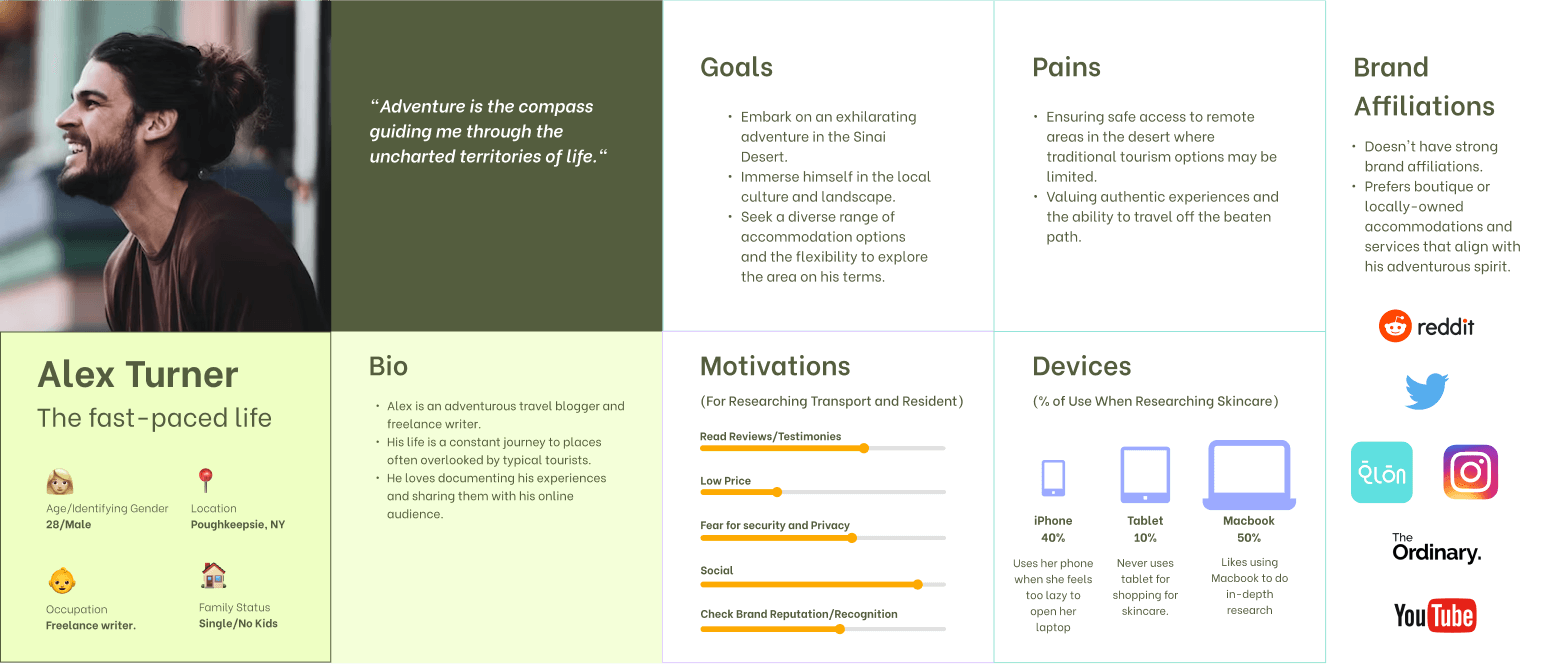 “Adventure is the compass
guiding me through the
uncharted territories of life.“
Goals
• Embark on an exhilarating
adventure in the Sinai
Desert.
• Immerse himself in the local
culture and landscape.
• Seek a diverse range of
accommodation options
and the flexibility to explore
the area on his terms.
Pains
• Ensuring safe access to remote
areas in the desert where
traditional tourism options may be
limited.
• Valuing authentic experiences and
the ability to travel off the beaten
path.
Brand
Affiliations
• Doesn't have strong
brand affiliations.
• Prefers boutique or
locally-owned
accommodations and
services that align with
his adventurous spirit.
reddit
The
Ordinary.
YouTube
Alex Turner
The fast-paced life
Age/Identifying Gender
28/Male
Location
Poughkeepsie, NY
Occupation
Freelance writer.
Family Status
Single/No Kids
Bio
• Alex is an adventurous travel blogger and
freelance writer.
• His life is a constant journey to places
often overlooked by typical tourists.
• He loves documenting his experiences
and sharing them with his online
audience.
Motivations
(For Researching Transport and Resident)
Read Reviews/Testimonies
Low Price
Fear for security and Privacy
Social
Check Brand Reputation/Recognition
Devices
(% of Use When Researching Skincare)
iPhone
40%
Uses her phone
when she feels
too lazy to
open her
laptop
Tablet
10%
Never uses
tablet for
shopping for
skincare.
Macbook
50%
Likes using
Macbook to do
in-depth
research